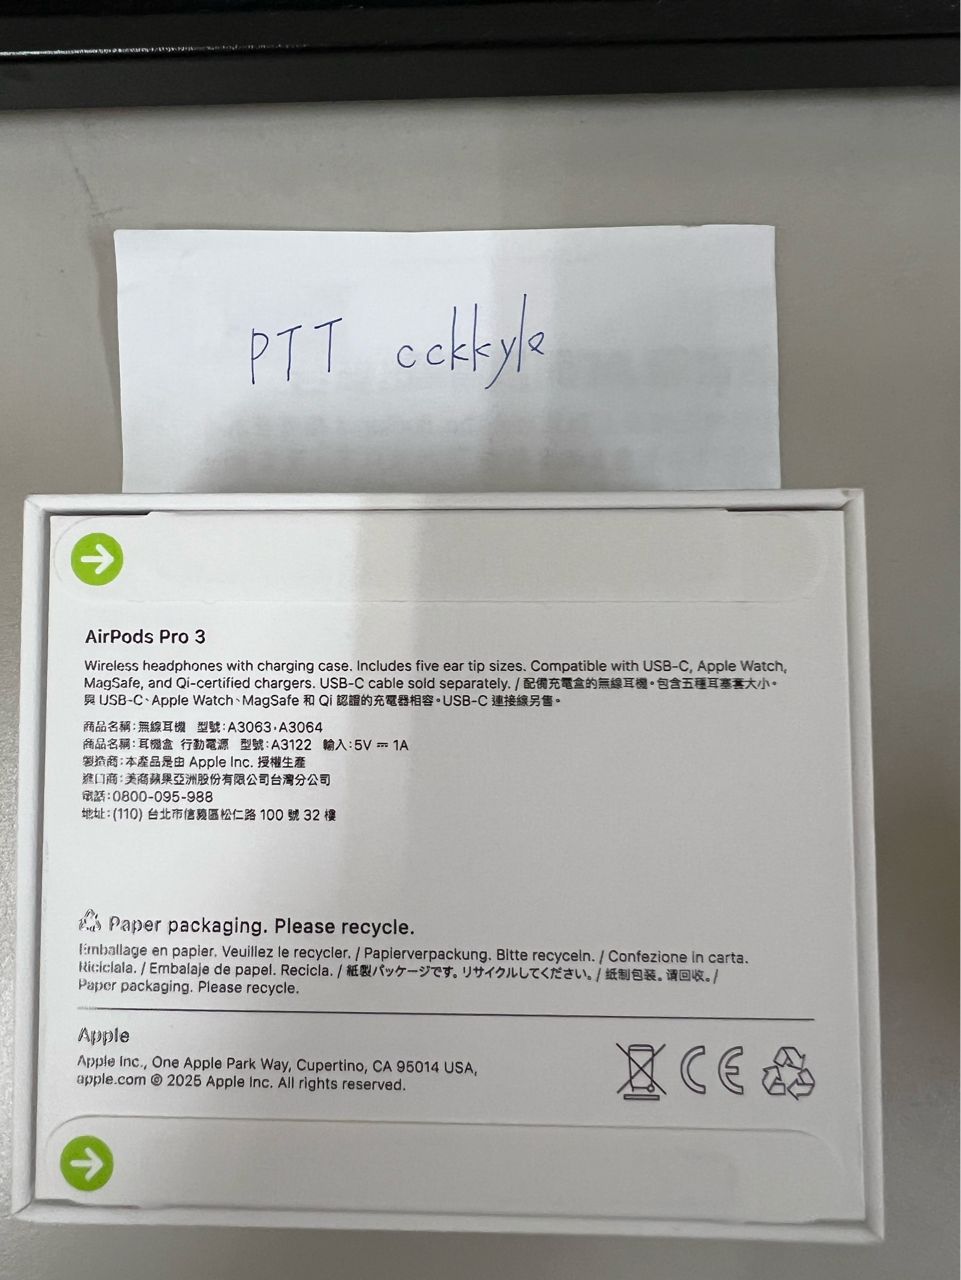 PTT cckkyle
AirPods Pro 3
Wireless headphones with charging case. Includes five ear tip sizes. Compatible with USB-C, Apple Watch,
MagSafe, and Qi-certified chargers. USB-C cable sold separately. / 配備充電盒的無線耳機。包含五種耳塞套大小。
與 USB-C、Apple Watch、MagSafe 和 Qi 認證的充電器相容。USB-C 連接線另售。
商品名稱：無線耳機 型號：A3063，A3064
商品名稱：耳機盒 行動電源 型號：A3122 輸入：5V ⎓ 1A
製造商：本產品是由 Apple Inc. 授權生產
進口商：美商蘋果亞洲股份有限公司台灣分公司
電話：0800-095-988
地址：(110) 台北市信義區松仁路 100 號 32 樓
Paper packaging. Please recycle.
Emballage en papier. Veuillez le recycler. / Papierverpackung. Bitte recyceln. / Confezione in carta.
Riciclala. / Embalaje de papel. Recicla. / 紙製パッケージです。リサイクルしてください。/ 纸制包装。请回收。/
Paper packaging. Please recycle.
Apple
Apple Inc., One Apple Park Way, Cupertino, CA 95014 USA,
apple.com © 2025 Apple Inc. All rights reserved.
CE